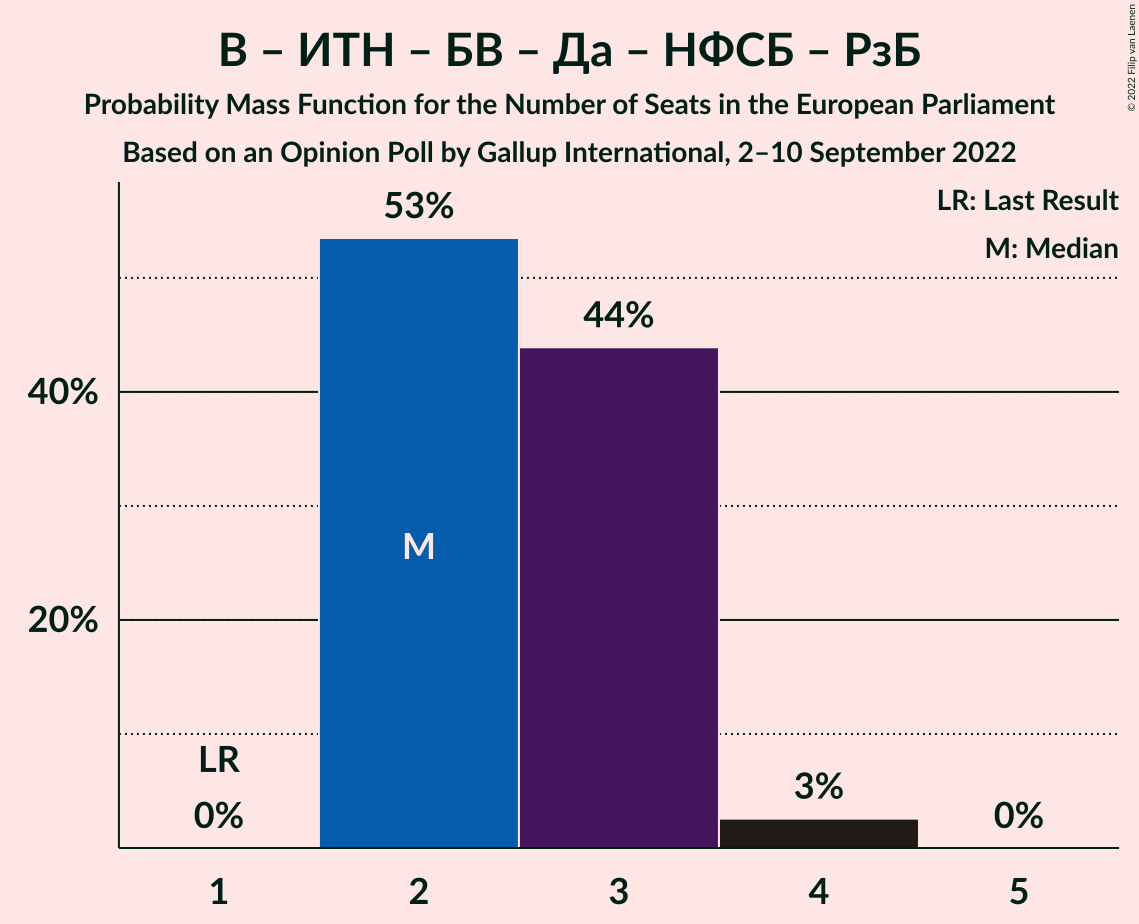 В – ИТН – БВ – Да – НФСБ – РзБ
Probability Mass Function for the Number of Seats in the European Parliament
Based on an Opinion Poll by Gallup International, 2–10 September 2022
© 2022 Filip van Laenen
LR: Last Result
M: Median
53%
44%
40%
M
20%
LR
0%
3%
0%
1 2 3 4 5